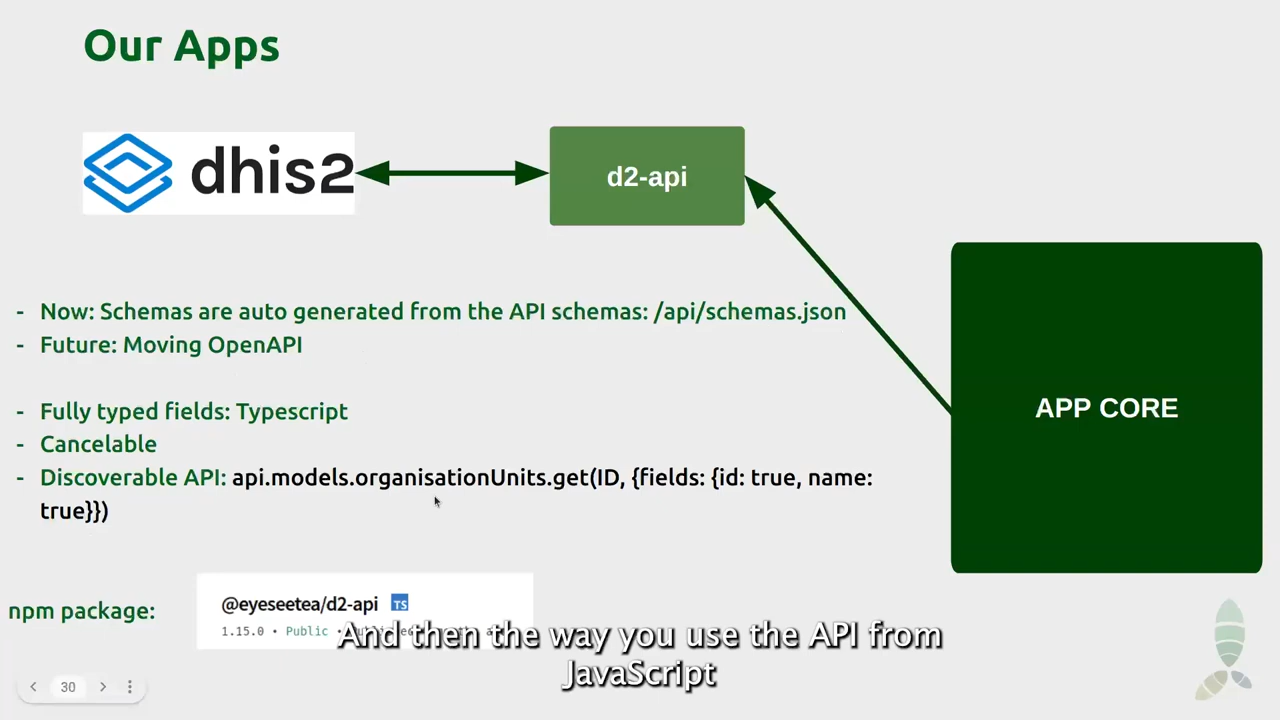 Our Apps
dhis2
d2-api
- Now: Schemas are auto generated from the API schemas: /api/schemas.json
- Future: Moving OpenAPI
APP CORE
- Fully typed fields: Typescript
- Cancelable
- Discoverable API: api.models.organisationUnits.get(ID, {fields: {id: true, name:
true}})
npm package:
@eyeseetea/d2-api TS
1.15.0 • Public •
And then the way you use the API from
JavaScript
30